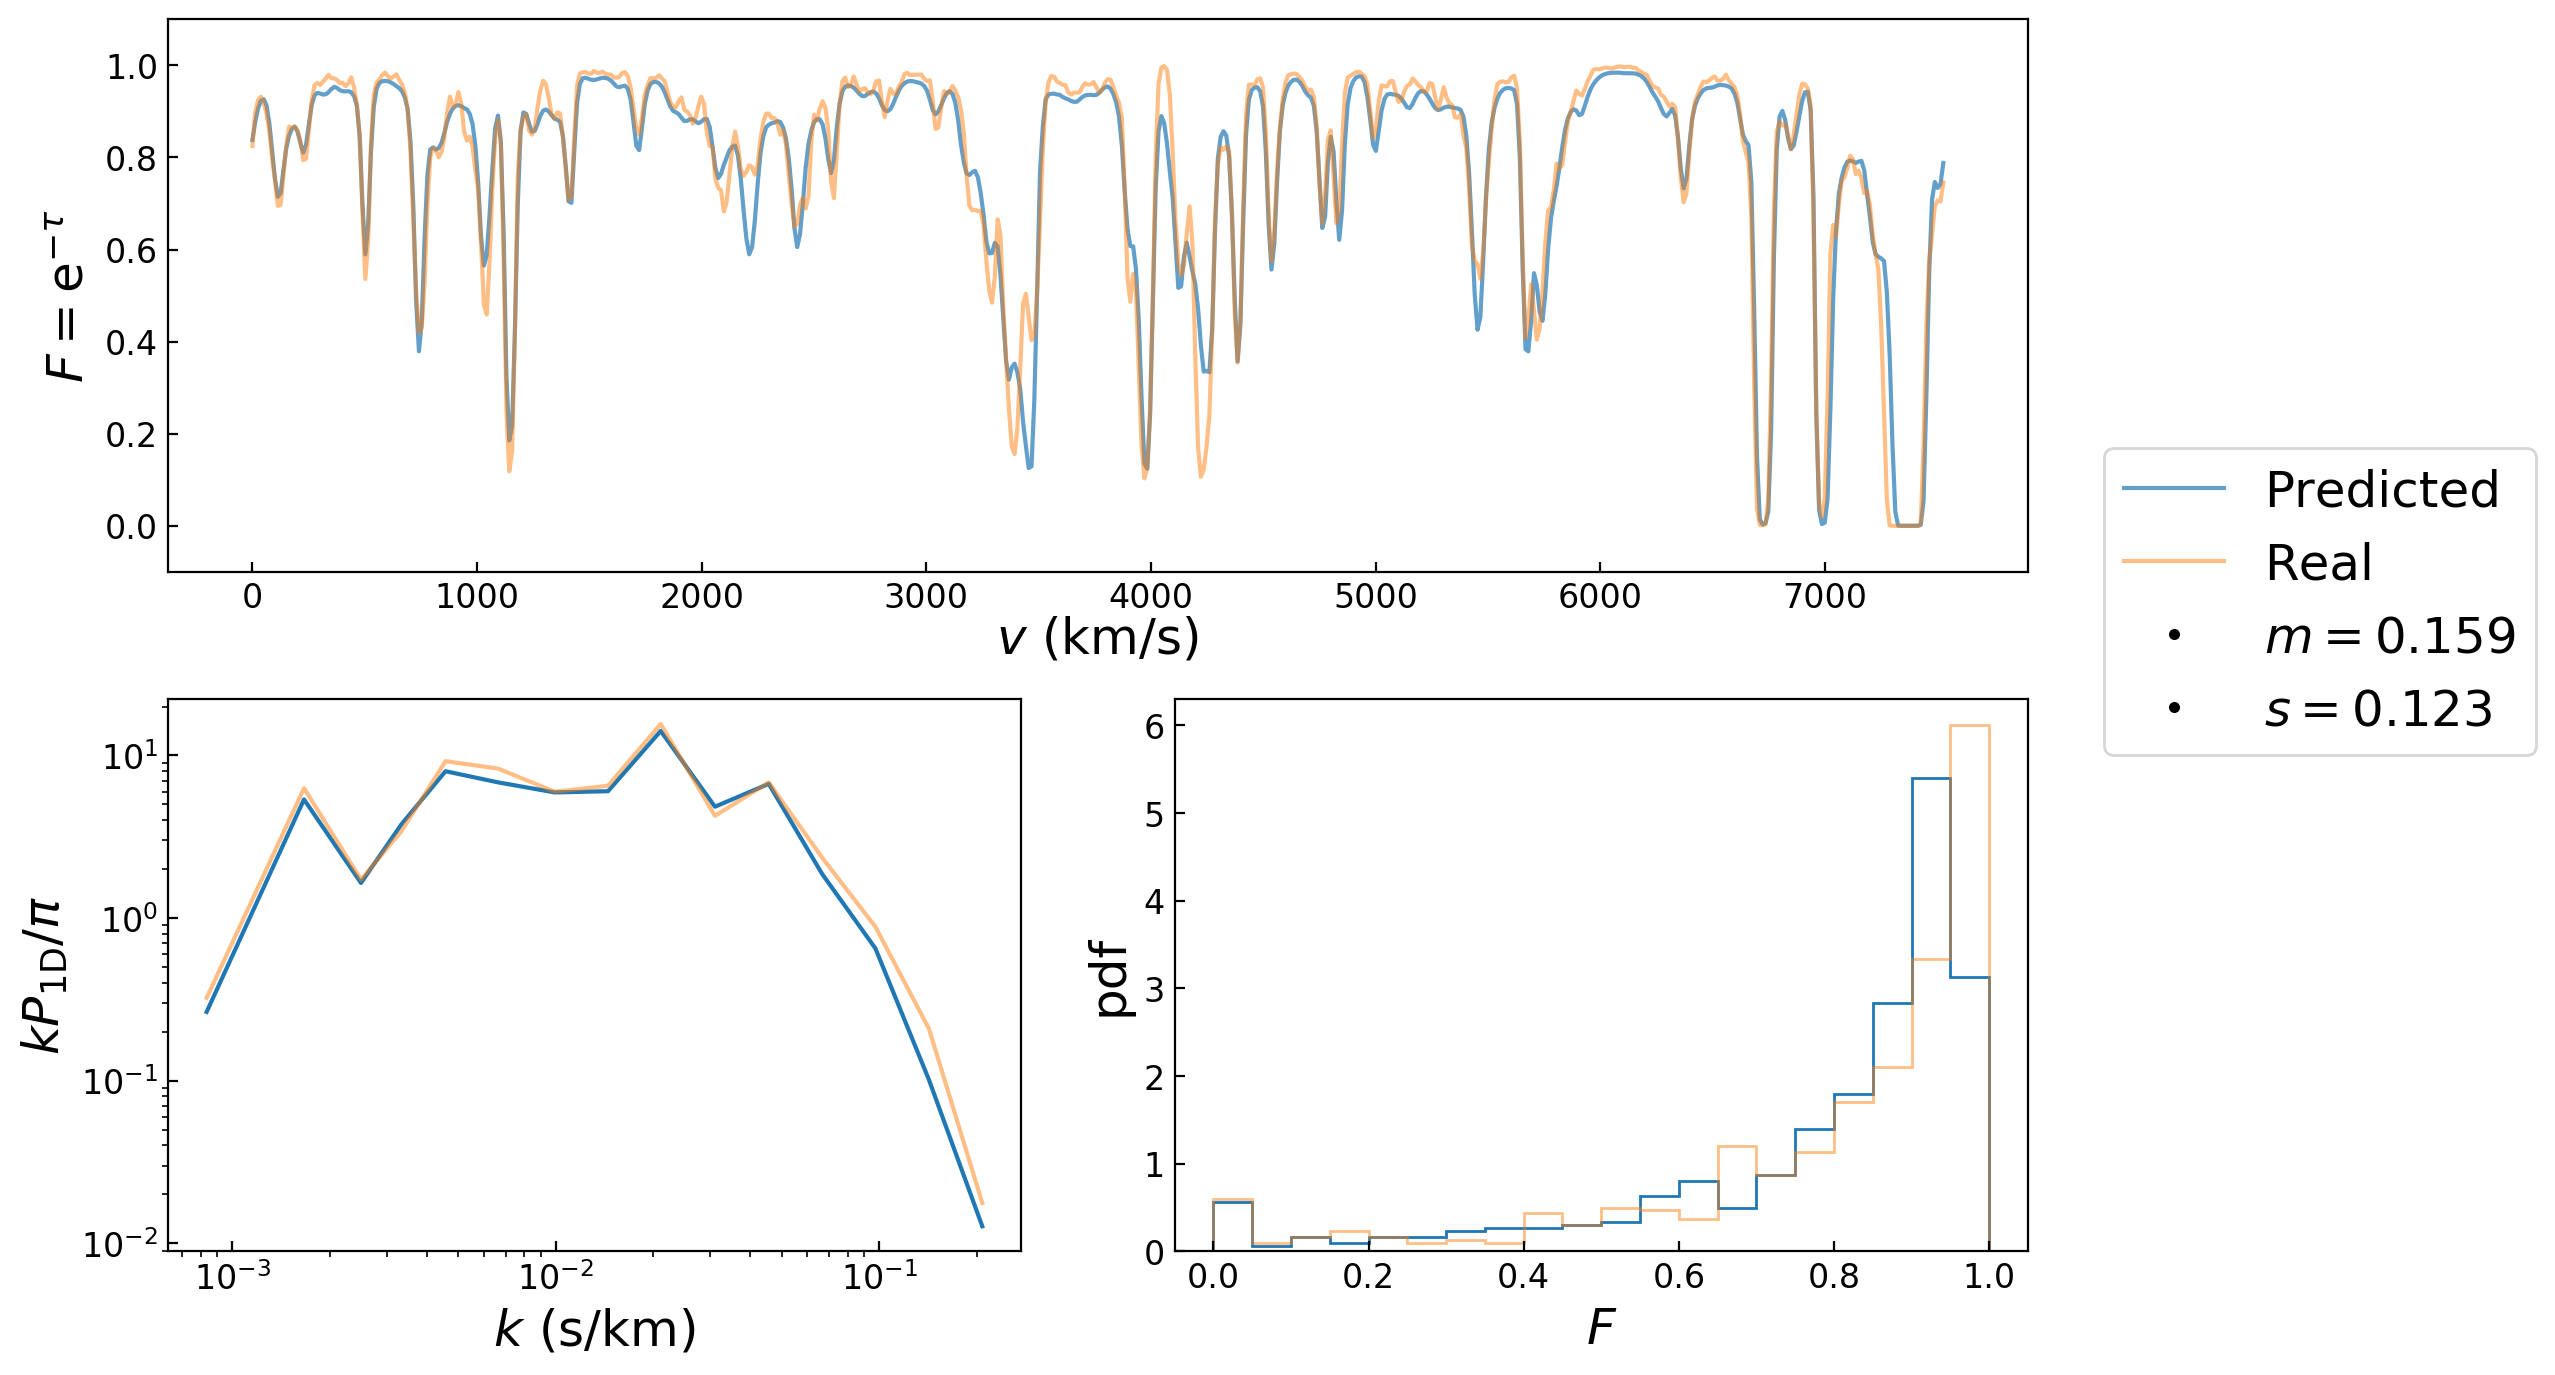 1.0
0.8
0.6
0.4
0.2
0.0
F = e^{−τ}
0 1000 2000 3000 4000 5000 6000 7000
v (km/s)
Predicted
Real
m = 0.159
s = 0.123
10^1
10^0
10^{−1}
10^{−2}
kP_{1D}/π
10^{−3} 10^{−2} 10^{−1}
k (s/km)
6
5
4
3
2
1
0
pdf
0.0 0.2 0.4 0.6 0.8 1.0
F